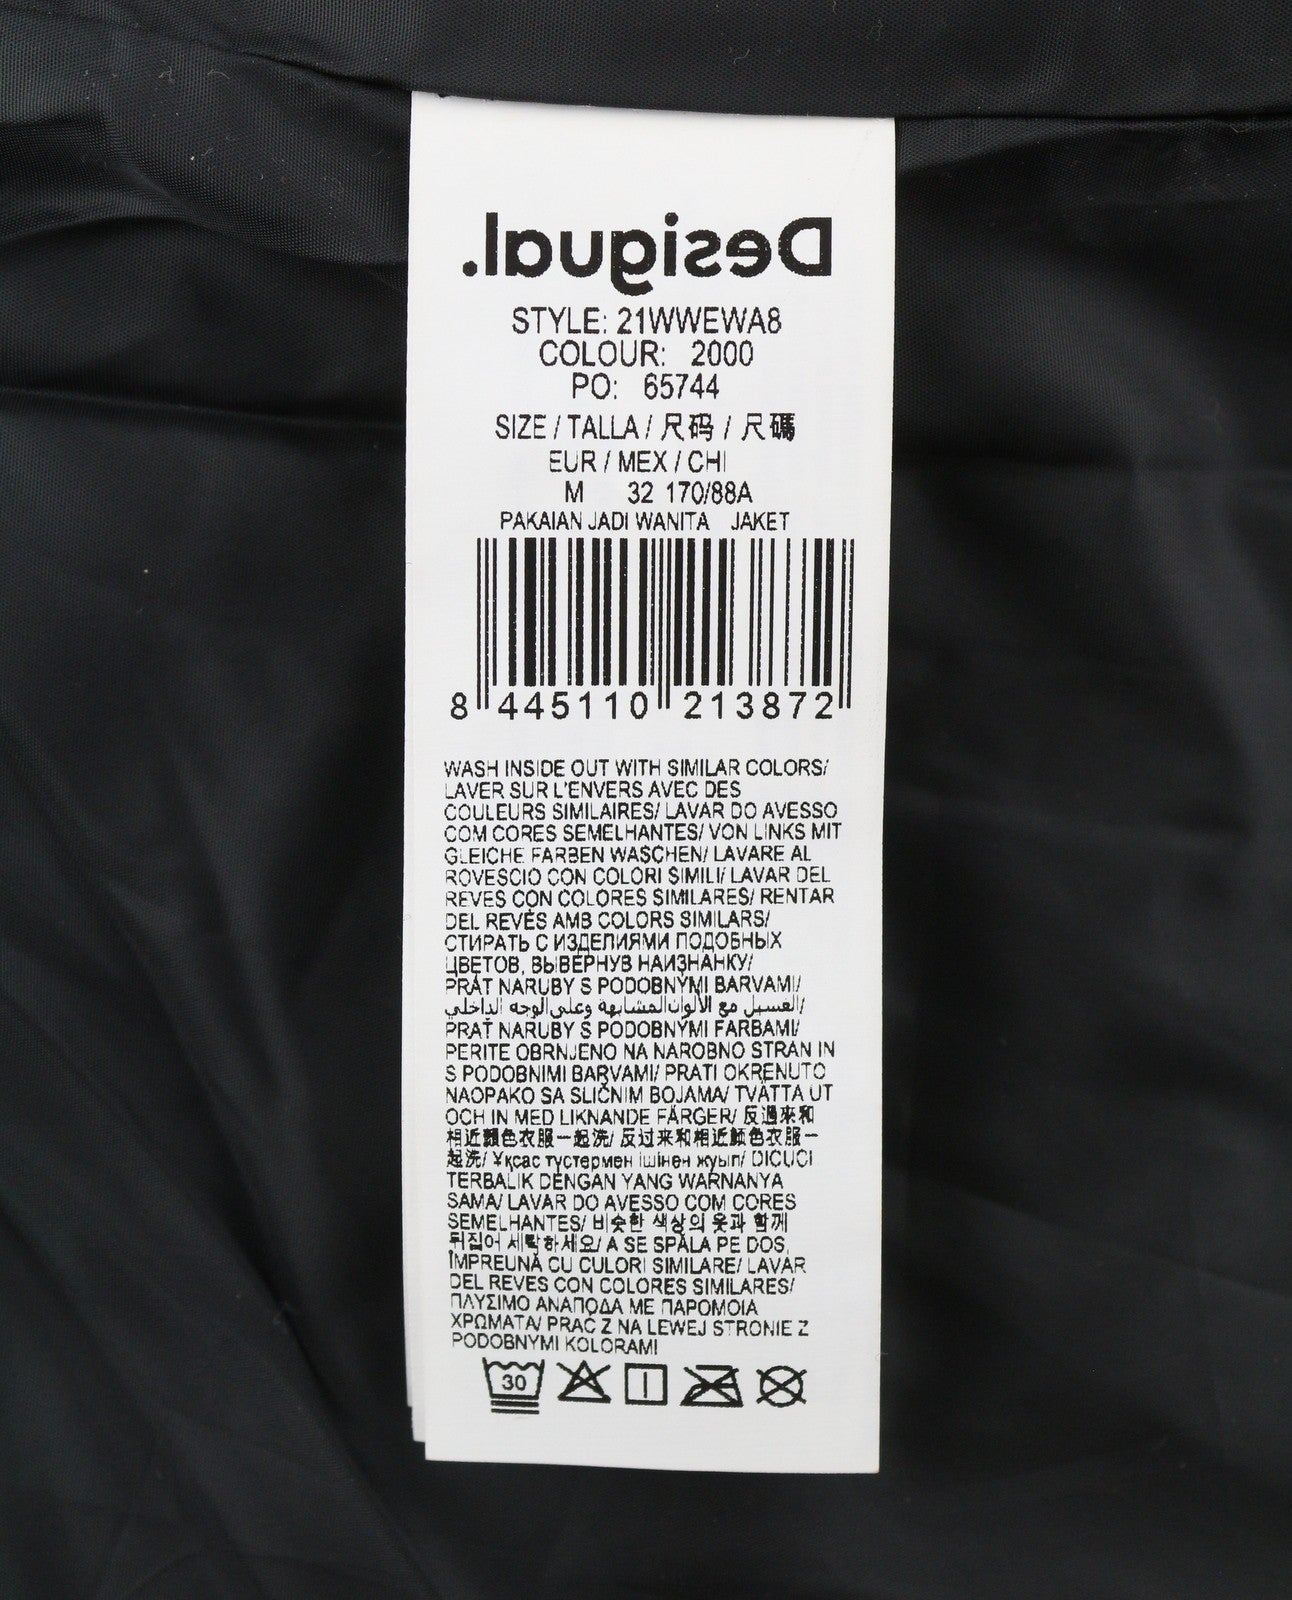 Desigual.
STYLE: 21WWEWA8
COLOUR: 2000
PO: 65744
SIZE / TALLA / 尺码 / 尺碼
EUR / MEX / CHI
M 32 170/88A
PAKAIAN JADI WANITA JAKET
8 445110 213872
WASH INSIDE OUT WITH SIMILAR COLORS/
LAVER SUR L'ENVERS AVEC DES
COULEURS SIMILAIRES/ LAVAR DO AVESSO
COM CORES SEMELHANTES/ VON LINKS MIT
GLEICHE FARBEN WASCHEN/ LAVARE AL
ROVESCIO CON COLORI SIMILI/ LAVAR DEL
REVES CON COLORES SIMILARES/ RENTAR
DEL REVÉS AMB COLORS SIMILARS/
СТИРАТЬ С ИЗДЕЛИЯМИ ПОДОБНЫХ
ЦВЕТОВ, ВЫВЕРНУВ НАИЗНАНКУ/
PRÁT NARUBY S PODOBNÝMI BARVAMI/
الغسيل مع الألوان المشابهة وعلى الوجه الداخلي/
PRAŤ NARUBY S PODOBNÝMI FARBAMI/
PERITE OBRNJENO NA NAROBNO STRAN IN
S PODOBNIMI BARVAMI/ PRATI OKRENUTO
NAOPAKO SA SLIČNIM BOJAMA/ TVÄTTA UT
OCH IN MED LIKNANDE FÄRGER/ 反過來和
相近顏色衣服一起洗/ 反过来和相近颜色衣服一
起洗/ Ұқсас түстермен ішінен жуып/ DICUCI
TERBALIK DENGAN YANG WARNANYA
SAMA/ LAVAR DO AVESSO COM CORES
SEMELHANTES/ 비슷한 색상의 옷과 함께
뒤집어 세탁하세요/ A SE SPĂLA PE DOS,
ÎMPREUNĂ CU CULORI SIMILARE/ LAVAR
DEL REVES CON COLORES SIMILARES/
ΠΛΥΣΙΜΟ ΑΝΑΠΟΔΑ ΜΕ ΠΑΡΟΜΟΙΑ
ΧΡΩΜΑΤΑ/ PRAĆ Z NA LEWEJ STRONIE Z
PODOBNYMI KOLORAMI
30